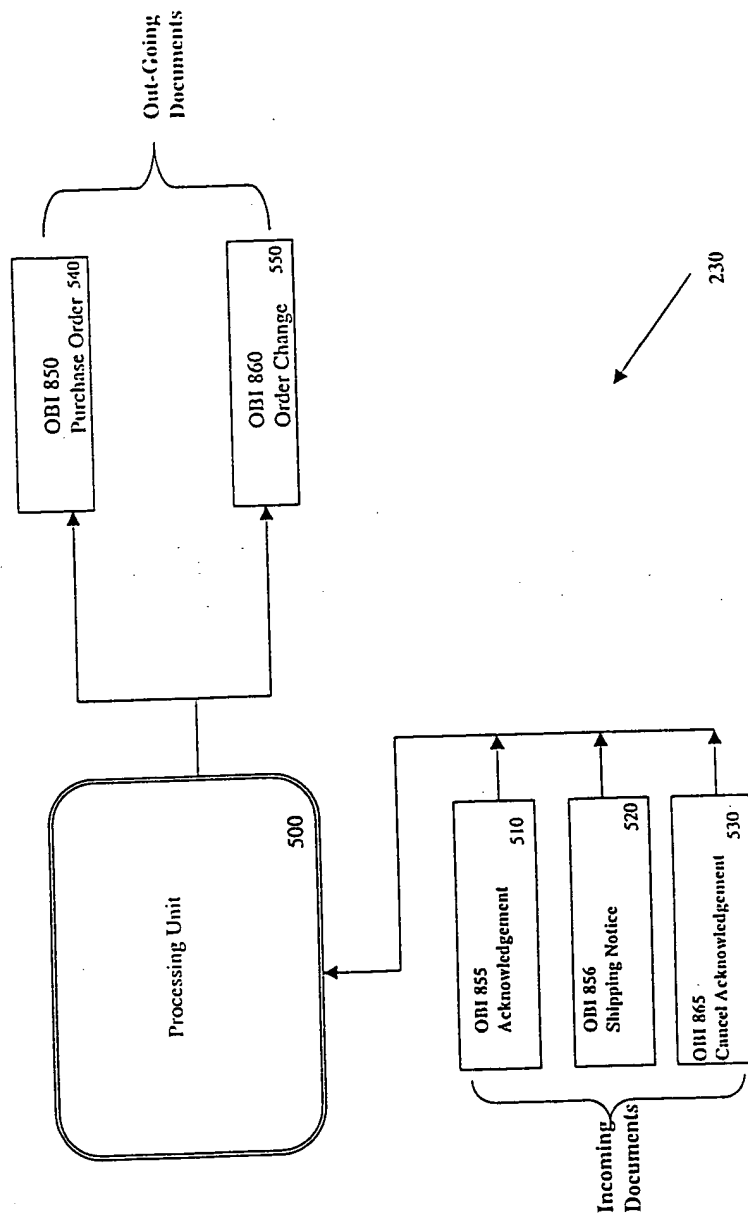 Out-Going
Documents
OBI 850
Purchase Order 540
OBI 860
Order Change
550
230
Processing Unit
500
OBI 855
Acknowledgement
510
OBI 856
Shipping Notice
520
OBI 865
Cancel Acknowledgement
530
Incoming
Documents